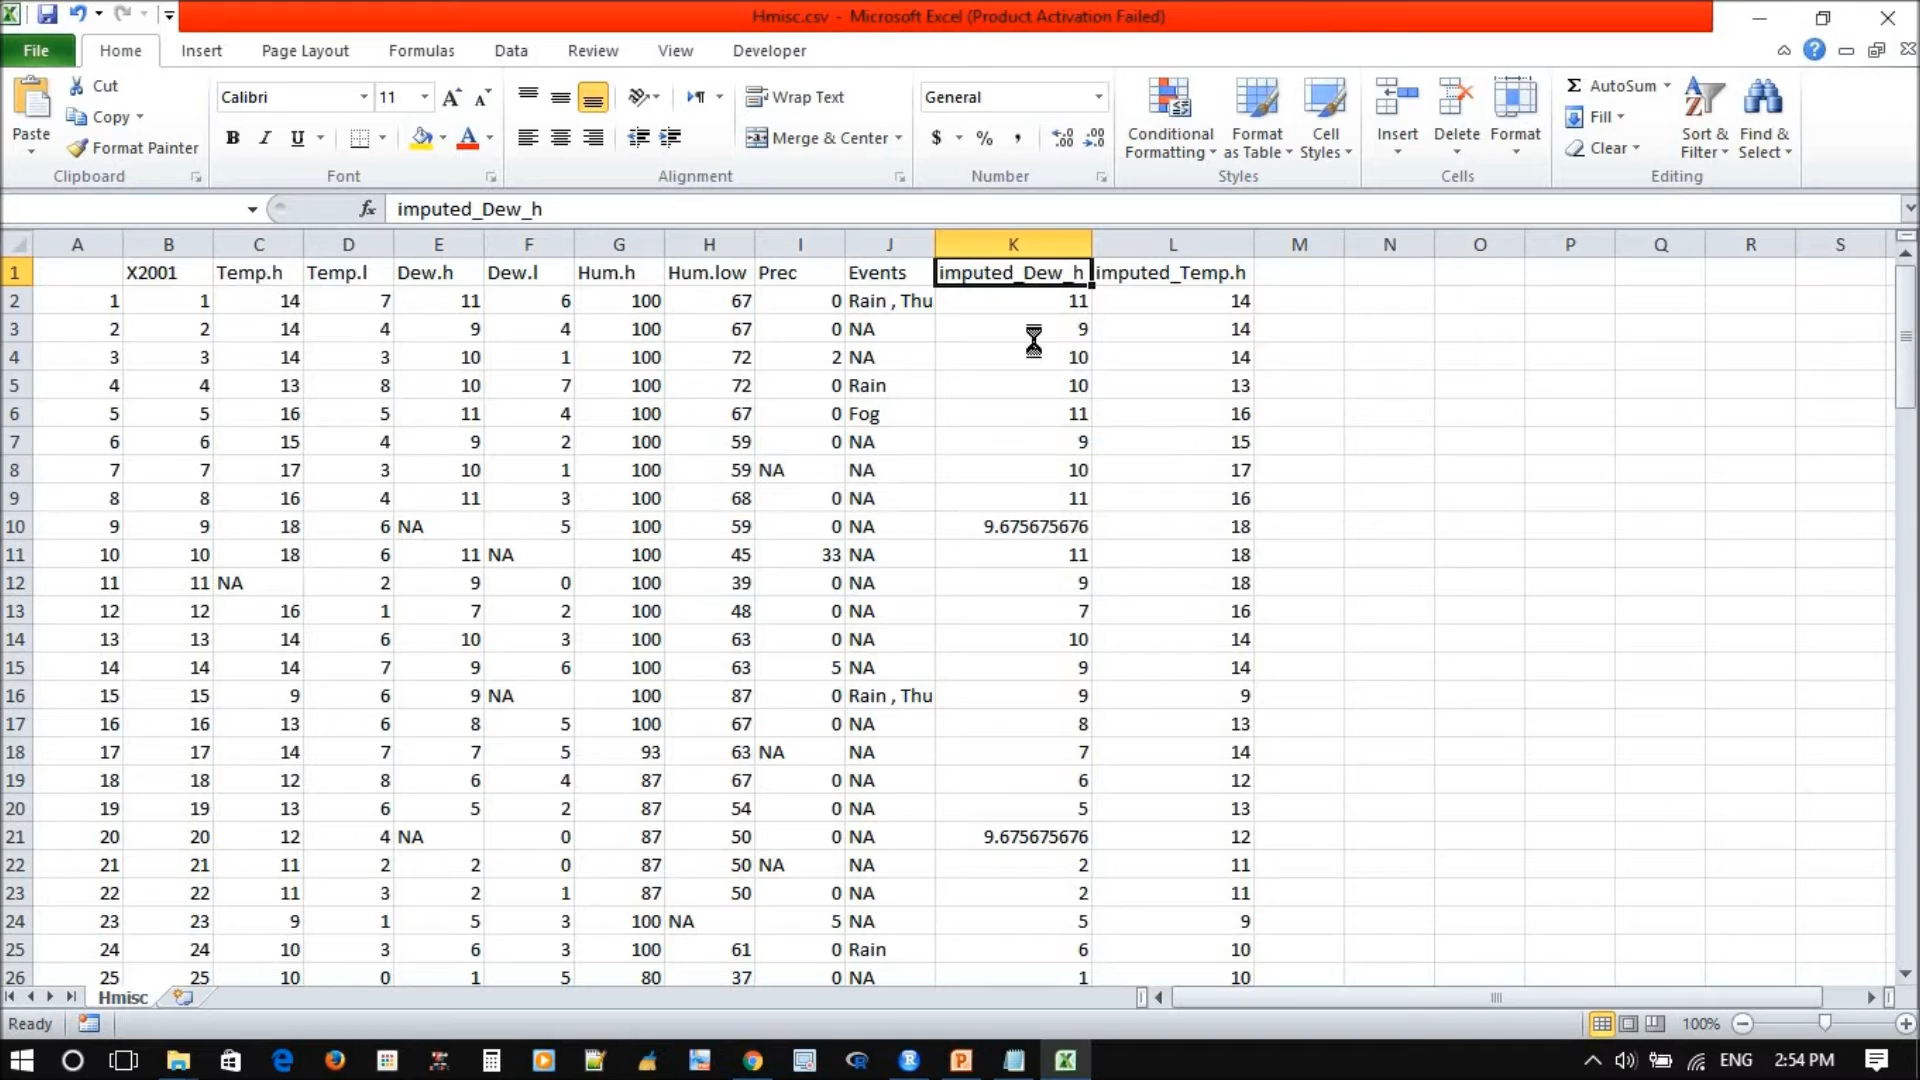 Hmisc.csv - Microsoft Excel (Product Activation Failed)
File Home Insert Page Layout Formulas Data Review View Developer
Paste Cut Copy Format Painter Clipboard
Calibri 11 B I U Font
Wrap Text Merge & Center Alignment
General $ % , Number
Conditional Formatting Format as Table Cell Styles Styles
Insert Delete Format Cells
AutoSum Fill Clear Sort & Filter Find & Select Editing
fx imputed_Dew_h
A B C D E F G H I J K L M N O P Q R S
1 X2001 Temp.h Temp.l Dew.h Dew.l Hum.h Hum.low Prec Events imputed_Dew_h imputed_Temp.h
2 1 1 14 7 11 6 100 67 0 Rain , Thu 11 14
3 2 2 14 4 9 4 100 67 0 NA 9 14
4 3 3 14 3 10 1 100 72 2 NA 10 14
5 4 4 13 8 10 7 100 72 0 Rain 10 13
6 5 5 16 5 11 4 100 67 0 Fog 11 16
7 6 6 15 4 9 2 100 59 0 NA 9 15
8 7 7 17 3 10 1 100 59 NA NA 10 17
9 8 8 16 4 11 3 100 68 0 NA 11 16
10 9 9 18 6 NA 5 100 59 0 NA 9.675675676 18
11 10 10 18 6 11 NA 100 45 33 NA 11 18
12 11 11 NA 2 9 0 100 39 0 NA 9 18
13 12 12 16 1 7 2 100 48 0 NA 7 16
14 13 13 14 6 10 3 100 63 0 NA 10 14
15 14 14 14 7 9 6 100 63 5 NA 9 14
16 15 15 9 6 9 NA 100 87 0 Rain , Thu 9 9
17 16 16 13 6 8 5 100 67 0 NA 8 13
18 17 17 14 7 7 5 93 63 NA NA 7 14
19 18 18 12 8 6 4 87 67 0 NA 6 12
20 19 19 13 6 5 2 87 54 0 NA 5 13
21 20 20 12 4 NA 0 87 50 0 NA 9.675675676 12
22 21 21 11 2 2 0 87 50 NA NA 2 11
23 22 22 11 3 2 1 87 50 0 NA 2 11
24 23 23 9 1 5 3 100 NA 5 NA 5 9
25 24 24 10 3 6 3 100 61 0 Rain 6 10
26 25 25 10 0 1 5 80 37 0 NA 1 10
Hmisc
Ready 100%
ENG 2:54 PM